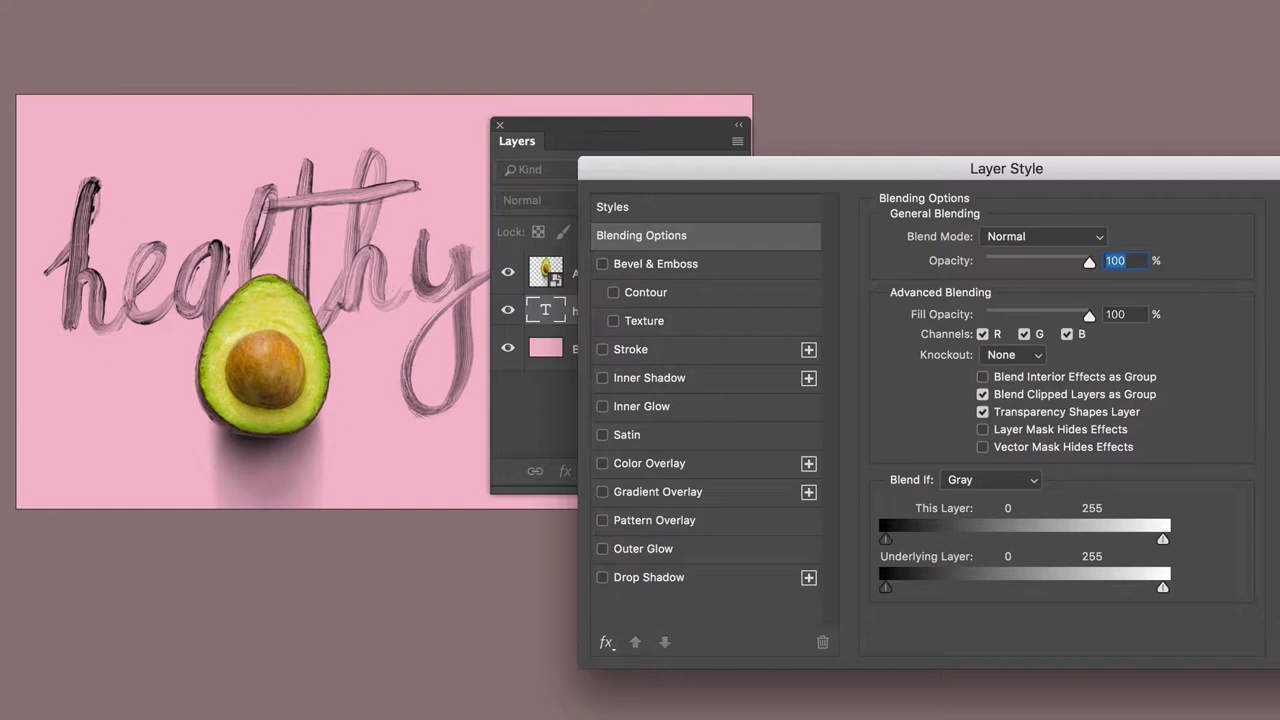 healthy
Layers
Kind
Normal
Lock:
T
Layer Style
Styles
Blending Options
Bevel & Emboss
Contour
Texture
Stroke
Inner Shadow
Inner Glow
Satin
Color Overlay
Gradient Overlay
Pattern Overlay
Outer Glow
Drop Shadow
fx
Blending Options
General Blending
Blend Mode: Normal
Opacity: 100 %
Advanced Blending
Fill Opacity: 100 %
Channels: R G B
Knockout: None
Blend Interior Effects as Group
Blend Clipped Layers as Group
Transparency Shapes Layer
Layer Mask Hides Effects
Vector Mask Hides Effects
Blend If: Gray
This Layer: 0 255
Underlying Layer: 0 255